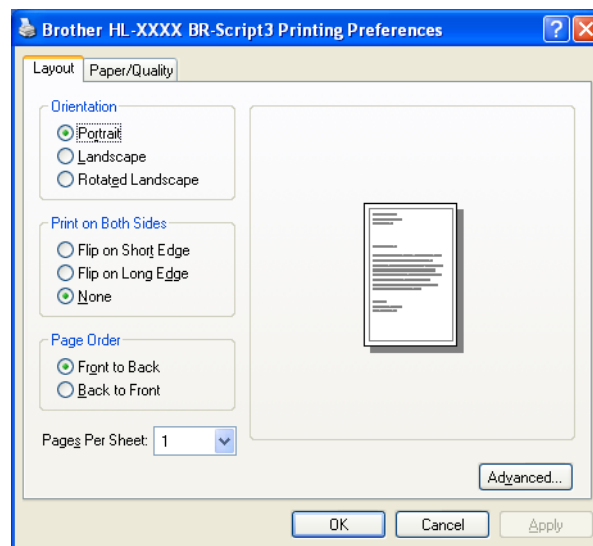 Brother HL-XXXX BR-Script3 Printing Preferences
Layout Paper/Quality
Orientation
Portrait
Landscape
Rotated Landscape
Print on Both Sides
Flip on Short Edge
Flip on Long Edge
None
Page Order
Front to Back
Back to Front
Pages Per Sheet: 1
Advanced...
OK Cancel Apply